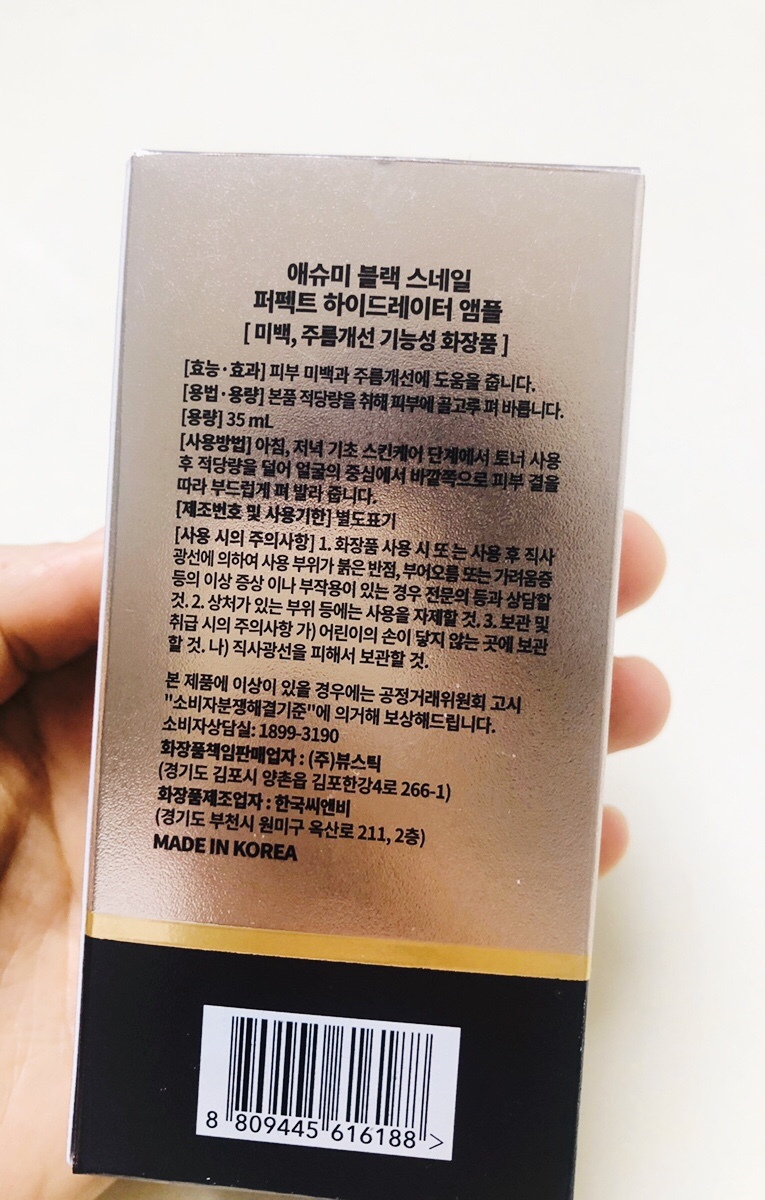 애슈미 블랙 스네일
퍼펙트 하이드레이터 앰플
[ 미백, 주름개선 기능성 화장품 ]
[효능·효과] 피부 미백과 주름개선에 도움을 줍니다.
[용법·용량] 본품 적당량을 취해 피부에 골고루 펴 바릅니다.
[용량] 35 mL
[사용방법] 아침, 저녁 기초 스킨케어 단계에서 토너 사용
후 적당량을 덜어 얼굴의 중심에서 바깥쪽으로 피부 결을
따라 부드럽게 펴 발라 줍니다.
[제조번호 및 사용기한] 별도표기
[사용 시의 주의사항] 1. 화장품 사용 시 또는 사용 후 직사
광선에 의하여 사용 부위가 붉은 반점, 부어오름 또는 가려움증
등의 이상 증상 이나 부작용이 있는 경우 전문의 등과 상담할
것. 2. 상처가 있는 부위 등에는 사용을 자제할 것. 3. 보관 및
취급 시의 주의사항 가) 어린이의 손이 닿지 않는 곳에 보관
할 것. 나) 직사광선을 피해서 보관할 것.
본 제품에 이상이 있을 경우에는 공정거래위원회 고시
"소비자분쟁해결기준"에 의거해 보상해드립니다.
소비자상담실: 1899-3190
화장품책임판매업자 : (주)뷰스틱
(경기도 김포시 양촌읍 김포한강4로 266-1)
화장품제조업자 : 한국씨엔비
(경기도 부천시 원미구 옥산로 211, 2층)
MADE IN KOREA
8 809445 616188 >